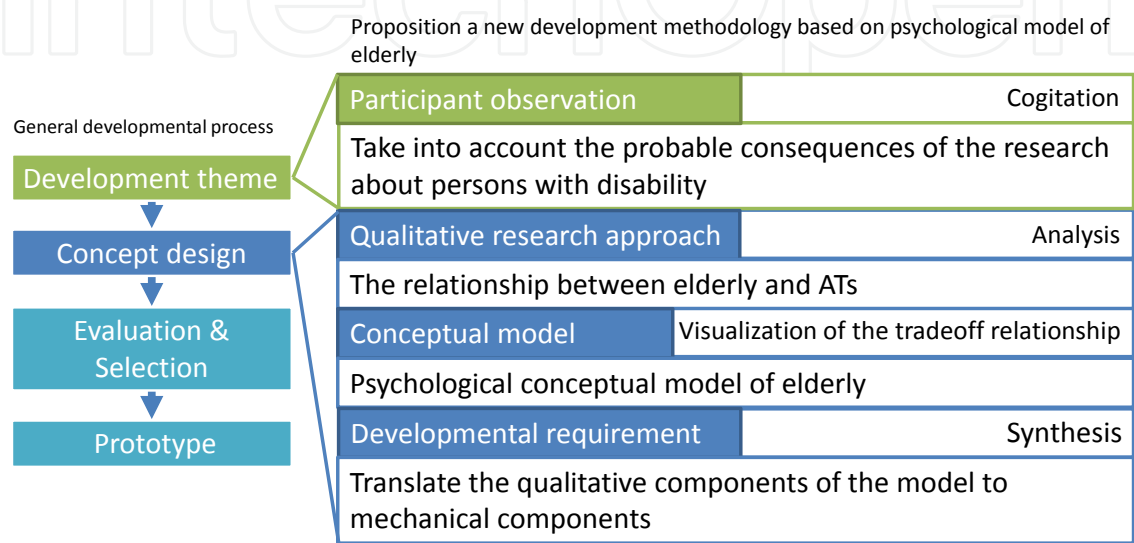 Proposition a new development methodology based on psychological model of
elderly
General developmental process
Development theme
Concept design
Evaluation &
Selection
Prototype
Participant observation
Cogitation
Take into account the probable consequences of the research
about persons with disability
Qualitative research approach
Analysis
The relationship between elderly and ATs
Conceptual model
Visualization of the tradeoff relationship
Psychological conceptual model of elderly
Developmental requirement
Synthesis
Translate the qualitative components of the model to
mechanical components